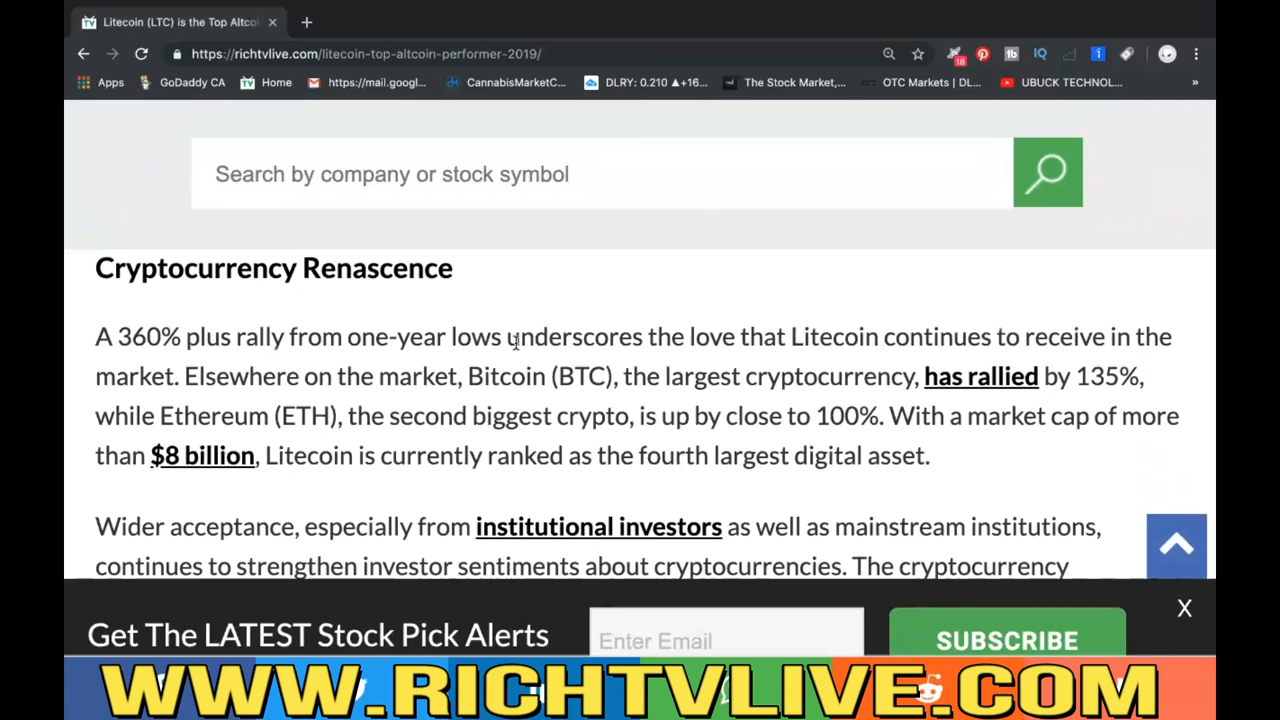 Litecoin (LTC) is the Top Altcoi
https://richtvlive.com/litecoin-top-altcoin-performer-2019/
18
Apps GoDaddy CA Home https://mail.googl... CannabisMarketC... DLRY: 0.210 ▲+16... The Stock Market,... OTC Markets | DL... UBUCK TECHNOL... »
Search by company or stock symbol
Cryptocurrency Renascence
A 360% plus rally from one-year lows underscores the love that Litecoin continues to receive in the
market. Elsewhere on the market, Bitcoin (BTC), the largest cryptocurrency, has rallied by 135%,
while Ethereum (ETH), the second biggest crypto, is up by close to 100%. With a market cap of more
than $8 billion, Litecoin is currently ranked as the fourth largest digital asset.
Wider acceptance, especially from institutional investors as well as mainstream institutions,
continues to strengthen investor sentiments about cryptocurrencies. The cryptocurrency
X
Get The LATEST Stock Pick Alerts Enter Email SUBSCRIBE
WWW.RICHTVLIVE.COM